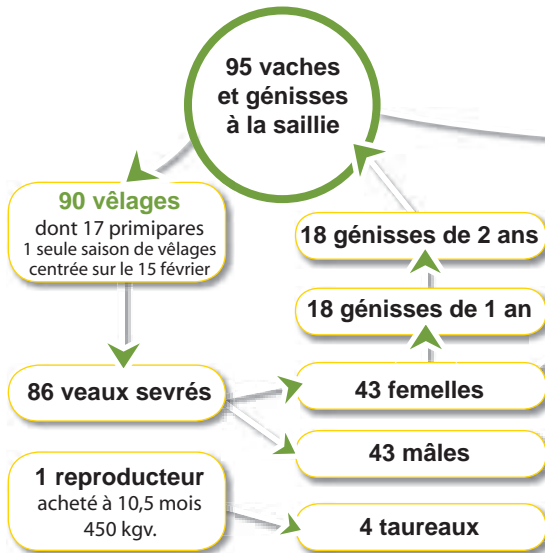 95 vaches
et génisses
à la saillie
90 vêlages
dont 17 primipares
1 seule saison de vêlages
centrée sur le 15 février
18 génisses de 2 ans
18 génisses de 1 an
86 veaux sevrés
43 femelles
43 mâles
1 reproducteur
acheté à 10,5 mois
450 kgv.
4 taureaux